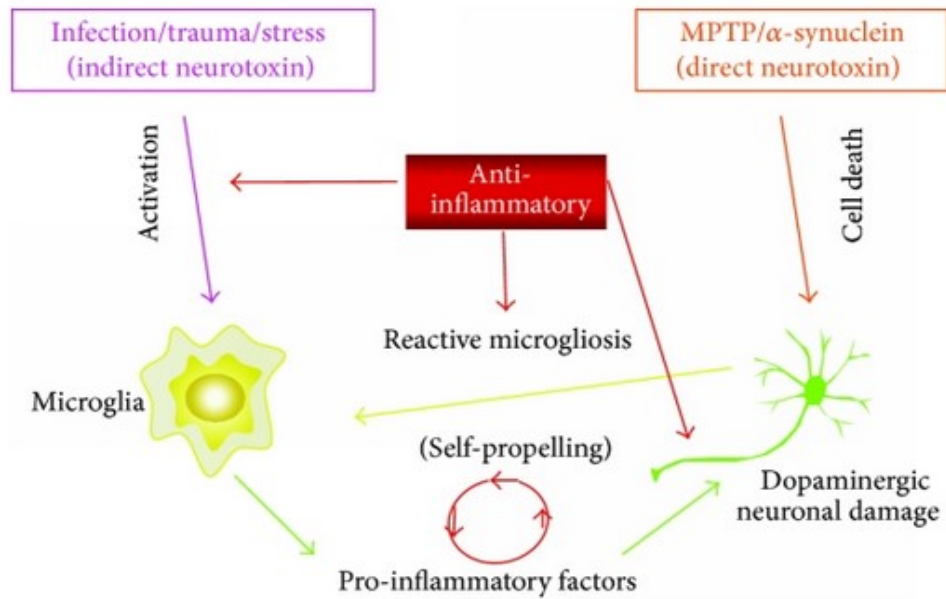 Infection/trauma/stress
(indirect neurotoxin)
MPTP/α-synuclein
(direct neurotoxin)
Activation
Anti-
inflammatory
Cell death
Reactive microgliosis
Microglia
(Self-propelling)
Dopaminergic
neuronal damage
Pro-inflammatory factors